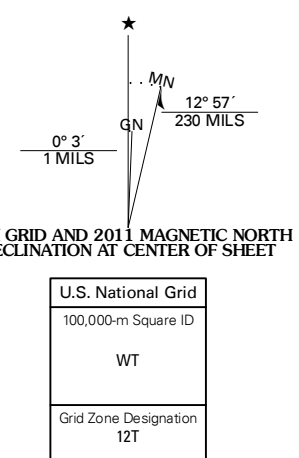 MN
12° 57´
230 MILS
GN
0° 3´
1 MILS
GRID AND 2011 MAGNETIC NORTH
ECLINATION AT CENTER OF SHEET
U.S. National Grid
100,000-m Square ID
WT
Grid Zone Designation
12T